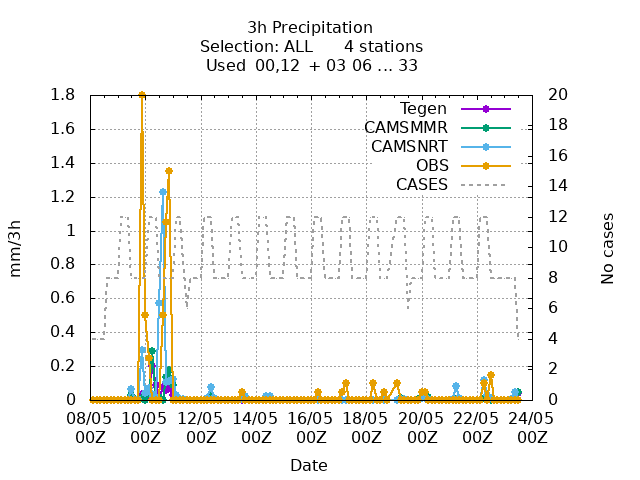 3h Precipitation
Selection: ALL 4 stations
Used 00,12 + 03 06 ... 33
1.8
1.6
1.4
1.2
1
0.8
0.6
0.4
0.2
0
mm/3h
20
18
16
14
12
10
8
6
4
2
0
No cases
Tegen
CAMSMMR
CAMSNRT
OBS
CASES
08/05 10/05 12/05 14/05 16/05 18/05 20/05 22/05 24/05
00Z 00Z 00Z 00Z 00Z 00Z 00Z 00Z 00Z
Date